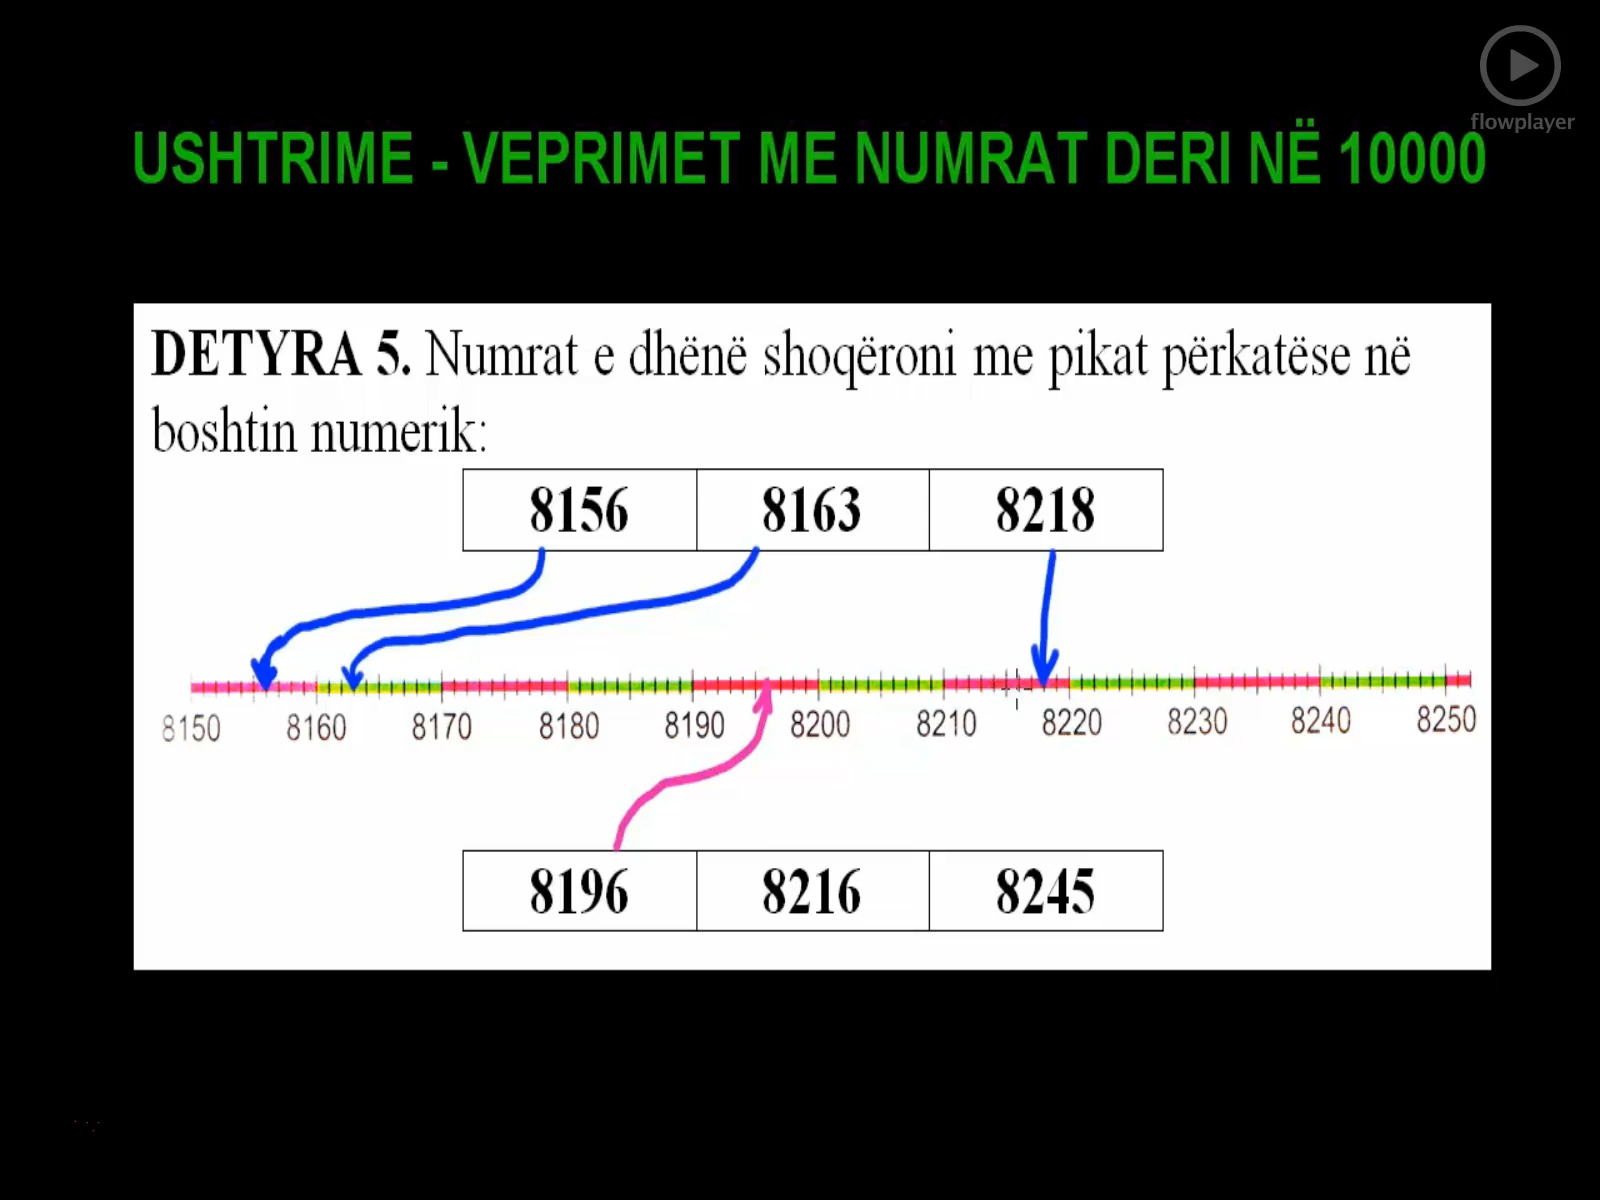 flowplayer
USHTRIME - VEPRIMET ME NUMRAT DERI NË 10000
DETYRA 5. Numrat e dhënë shoqëroni me pikat përkatëse në
boshtin numerik:
8156 8163 8218
8150 8160 8170 8180 8190 8200 8210 8220 8230 8240 8250
8196 8216 8245